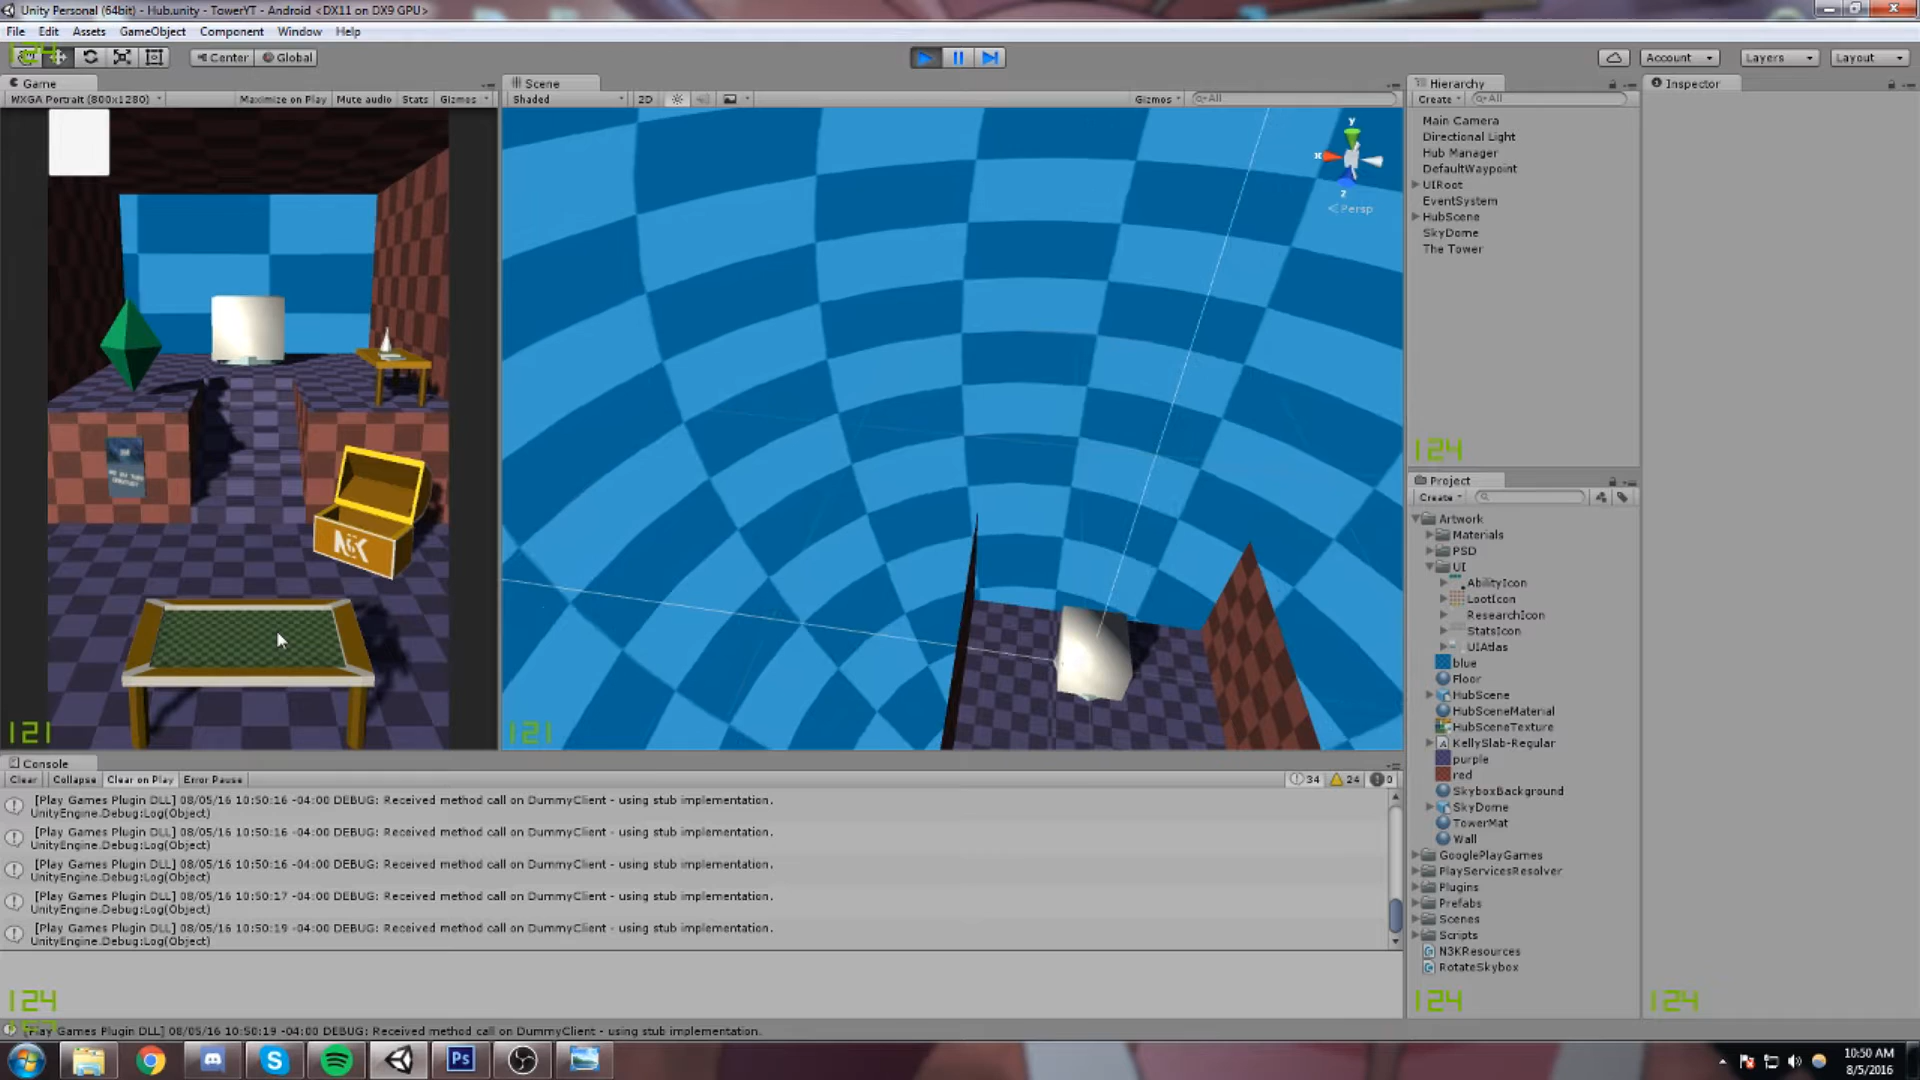 Unity Personal (64bit) - Hub.unity - TowerYT - Android <DX11 on DX9 GPU>
File Edit Assets GameObject Component Window Help
124
Center Global
Account Layers Layout
Game
WXGA Portrait (800x1280) Maximize on Play Mute audio Stats Gizmos
Scene
Shaded 2D Gizmos All
y
x
z
Persp
N3K
121
121
Hierarchy
Create All
Main Camera
Directional Light
Hub Manager
DefaultWaypoint
UIRoot
EventSystem
HubScene
SkyDome
The Tower
124
Inspector
Project
Create
Artwork
Materials
PSD
UI
AbilityIcon
LootIcon
ResearchIcon
StatsIcon
UIAtlas
blue
Floor
HubScene
HubSceneMaterial
HubSceneTexture
KellySlab-Regular
purple
red
SkyboxBackground
SkyDome
TowerMat
Wall
GooglePlayGames
PlayServicesResolver
Plugins
Prefabs
Scenes
Scripts
N3KResources
RotateSkybox
124
124
Console
Clear Collapse Clear on Play Error Pause 34 24 0
[Play Games Plugin DLL] 08/05/16 10:50:16 -04:00 DEBUG: Received method call on DummyClient - using stub implementation.
UnityEngine.Debug:Log(Object)
[Play Games Plugin DLL] 08/05/16 10:50:16 -04:00 DEBUG: Received method call on DummyClient - using stub implementation.
UnityEngine.Debug:Log(Object)
[Play Games Plugin DLL] 08/05/16 10:50:16 -04:00 DEBUG: Received method call on DummyClient - using stub implementation.
UnityEngine.Debug:Log(Object)
[Play Games Plugin DLL] 08/05/16 10:50:17 -04:00 DEBUG: Received method call on DummyClient - using stub implementation.
UnityEngine.Debug:Log(Object)
[Play Games Plugin DLL] 08/05/16 10:50:19 -04:00 DEBUG: Received method call on DummyClient - using stub implementation.
UnityEngine.Debug:Log(Object)
124
[Play Games Plugin DLL] 08/05/16 10:50:19 -04:00 DEBUG: Received method call on DummyClient - using stub implementation.
Ps
10:50 AM
8/5/2016